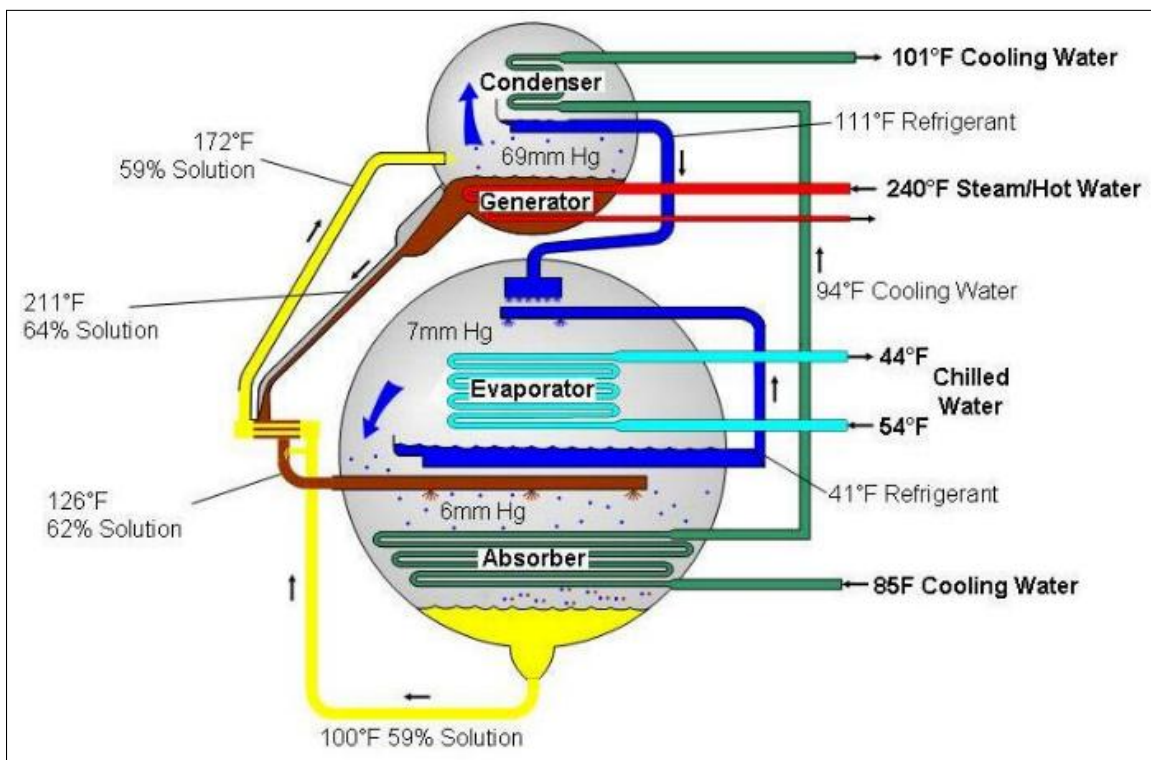 101°F Cooling Water
Condenser
111°F Refrigerant
172°F
59% Solution
69mm Hg
240°F Steam/Hot Water
Generator
211°F
64% Solution
94°F Cooling Water
7mm Hg
44°F
Evaporator
Chilled
Water
54°F
126°F
62% Solution
41°F Refrigerant
6mm Hg
Absorber
85F Cooling Water
100°F 59% Solution